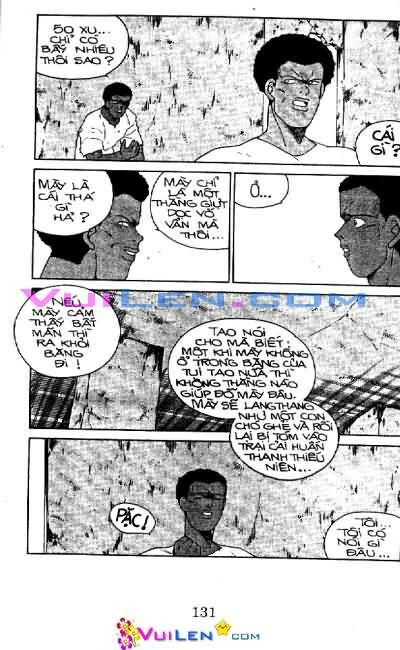 50 XU...
CHỈ CÓ
BẤY NHIÊU
THÔI SAO?
CÁI
GÌ?
MÀY LÀ
CÁI THÁ
GÌ
HẢ?
MÀY CHỈ
LÀ MỘT
THẰNG GIỰT
DỌC VỚ
VẨN MÀ
THÔI...
Ơ...
NẾU
MÀY CẢM
THẤY BẤT
MÃN THÌ
RA KHỎI
BĂNG
ĐI!
TAO NÓI
CHO MÀ BIẾT:
MỘT KHI MÀY KHÔNG
Ở TRONG BĂNG CỦA
TỤI TAO NỮA THÌ
KHÔNG THẰNG NÀO
GIÚP ĐỠ MÀY ĐÂU.
MÀY SẼ LANG THANG
NHƯ MỘT CON
CHÓ GHẺ VÀ RỒI
LẠI BỊ TÓM VÀO
TRẠI CẢI HUẤN
THANH THIẾU
NIÊN...
VUILEN.COM
PẶC!
TÔI...
TÔI CÓ
NÓI GÌ
ĐÂU...
131
VUILEN.COM